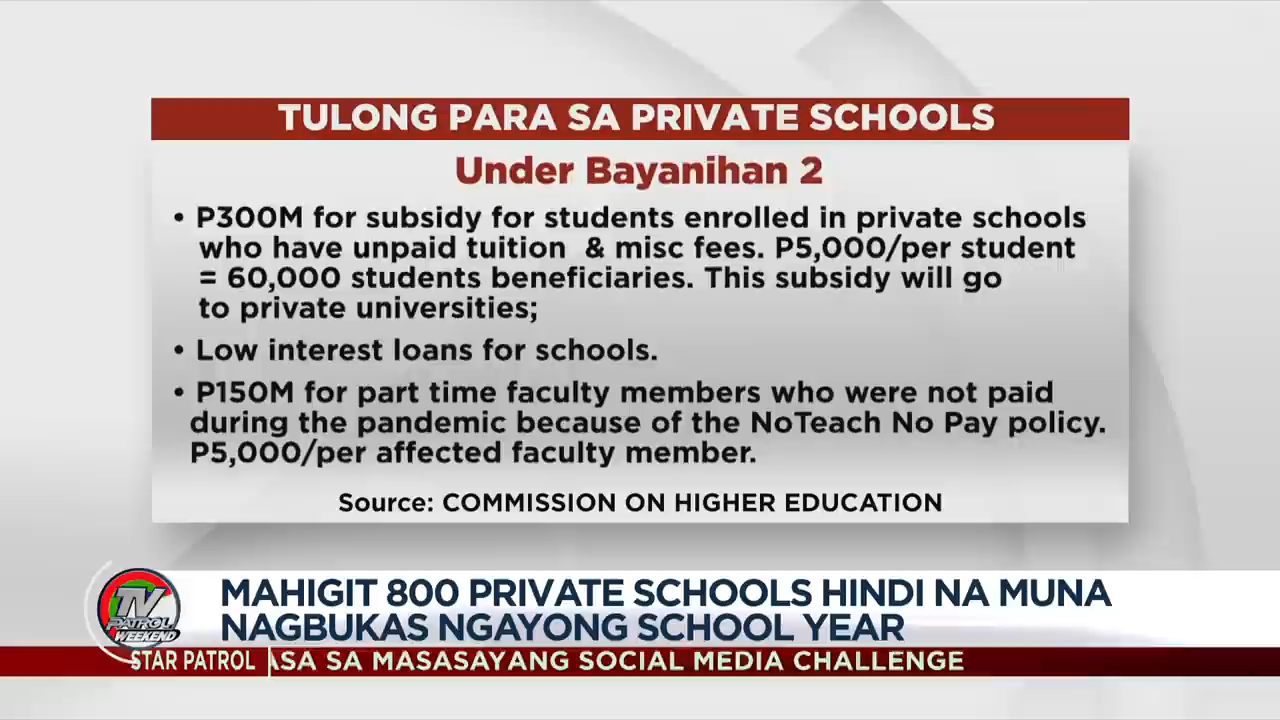 TULONG PARA SA PRIVATE SCHOOLS
Under Bayanihan 2
• P300M for subsidy for students enrolled in private schools
who have unpaid tuition & misc fees. P5,000/per student
= 60,000 students beneficiaries. This subsidy will go
to private universities;
• Low interest loans for schools.
• P150M for part time faculty members who were not paid
during the pandemic because of the NoTeach No Pay policy.
P5,000/per affected faculty member.
Source: COMMISSION ON HIGHER EDUCATION
TV
PATROL
WEEKEND
MAHIGIT 800 PRIVATE SCHOOLS HINDI NA MUNA
NAGBUKAS NGAYONG SCHOOL YEAR
STAR PATROL
SA SA MASASAYANG SOCIAL MEDIA CHALLENGE